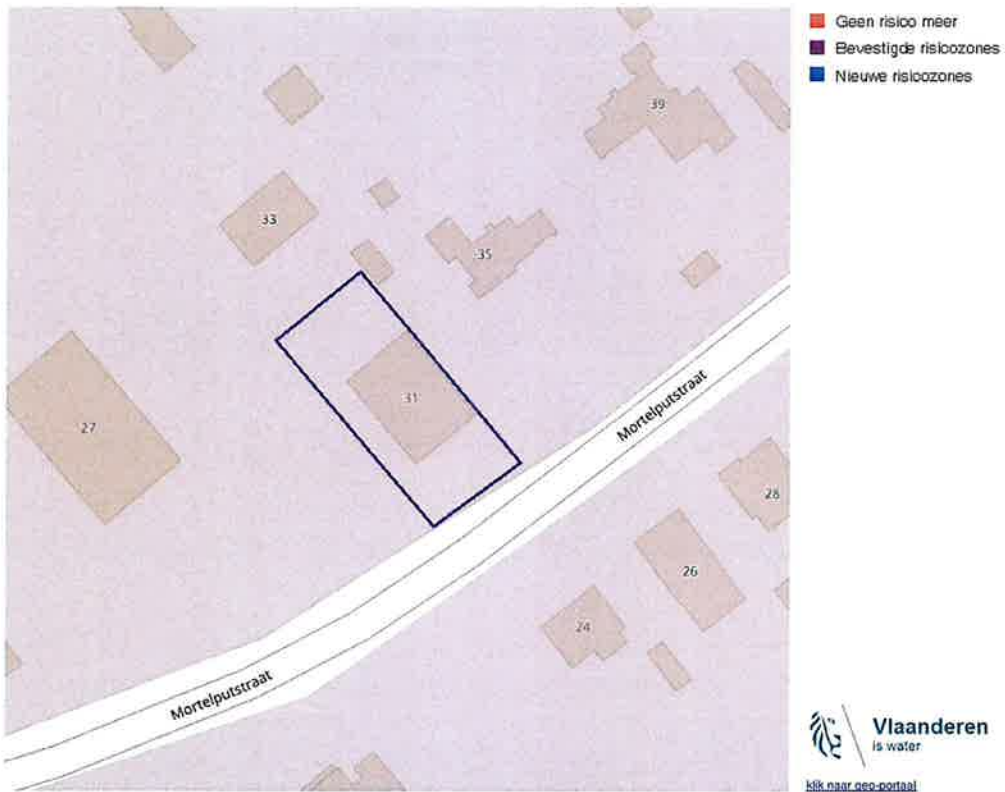 Geen risico meer
Bevestigde risicozones
Nieuwe risicozones
39
33
35
31
27
Mortelputstraat
28
26
24
Mortelputstraat
Vlaanderen
is water
klik naar geo-portaal